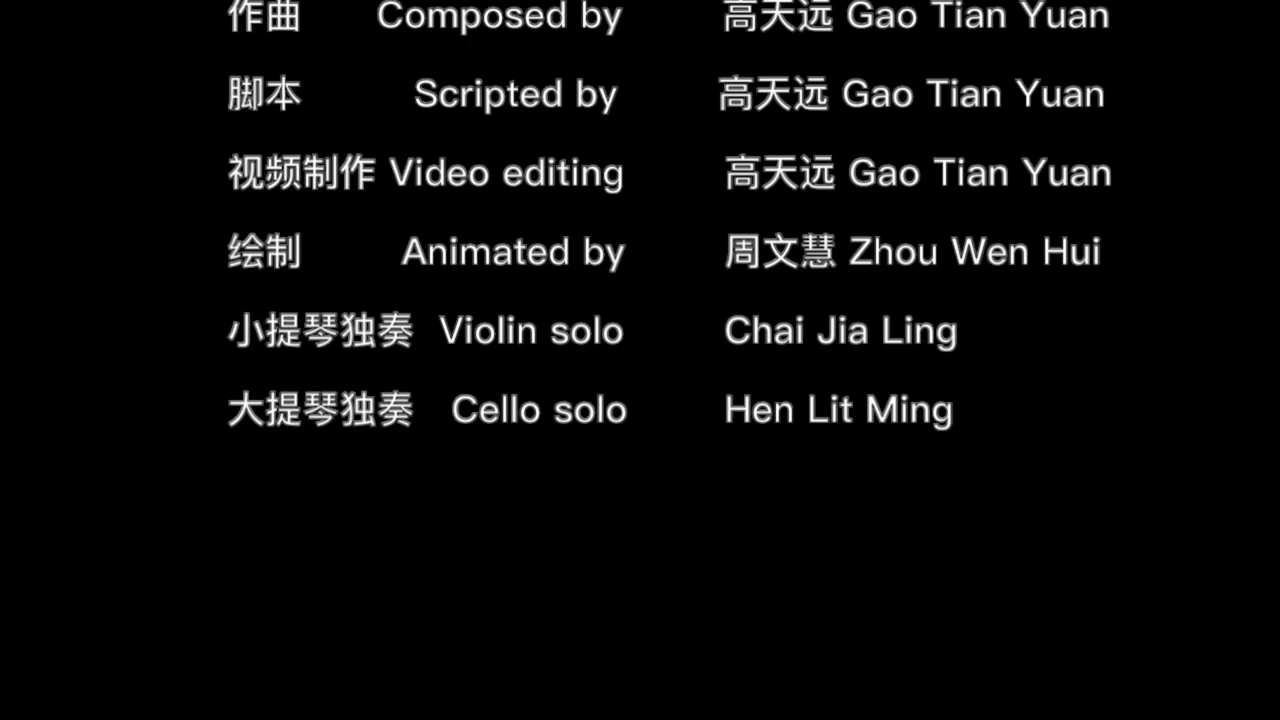 作曲 Composed by 高天远 Gao Tian Yuan
脚本 Scripted by 高天远 Gao Tian Yuan
视频制作 Video editing 高天远 Gao Tian Yuan
绘制 Animated by 周文慧 Zhou Wen Hui
小提琴独奏 Violin solo Chai Jia Ling
大提琴独奏 Cello solo Hen Lit Ming